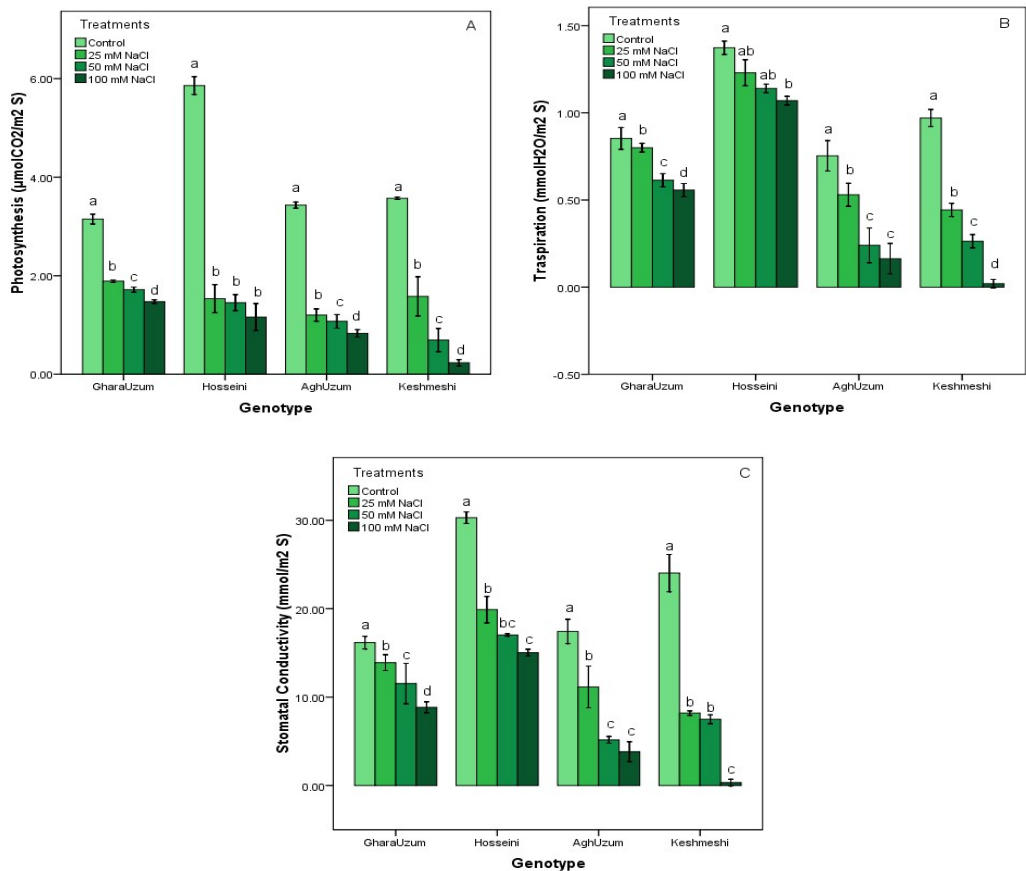 Treatments
A
Control
25 mM NaCl
50 mM NaCl
100 mM NaCl
Photosynthesis (µmolCO2/m2 S)
6.00
4.00
2.00
0.00
a
b
c
d
a
b
b
b
a
b
c
d
a
b
c
d
GharaUzum
Hosseini
AghUzum
Keshmeshi
Genotype
Treatments
B
Control
25 mM NaCl
50 mM NaCl
100 mM NaCl
Traspiration (mmolH2O/m2 S)
1.50
1.00
0.50
0.00
-0.50
a
b
c
d
a
ab
ab
b
a
b
c
c
a
b
c
d
GharaUzum
Hosseini
AghUzum
Keshmeshi
Genotype
Treatments
C
Control
25 mM NaCl
50 mM NaCl
100 mM NaCl
Stomatal Conductivity (mmol/m2 S)
30.00
20.00
10.00
0.00
a
b
c
d
a
b
bc
c
a
b
c
c
a
b
b
c
GharaUzum
Hosseini
AghUzum
Keshmeshi
Genotype